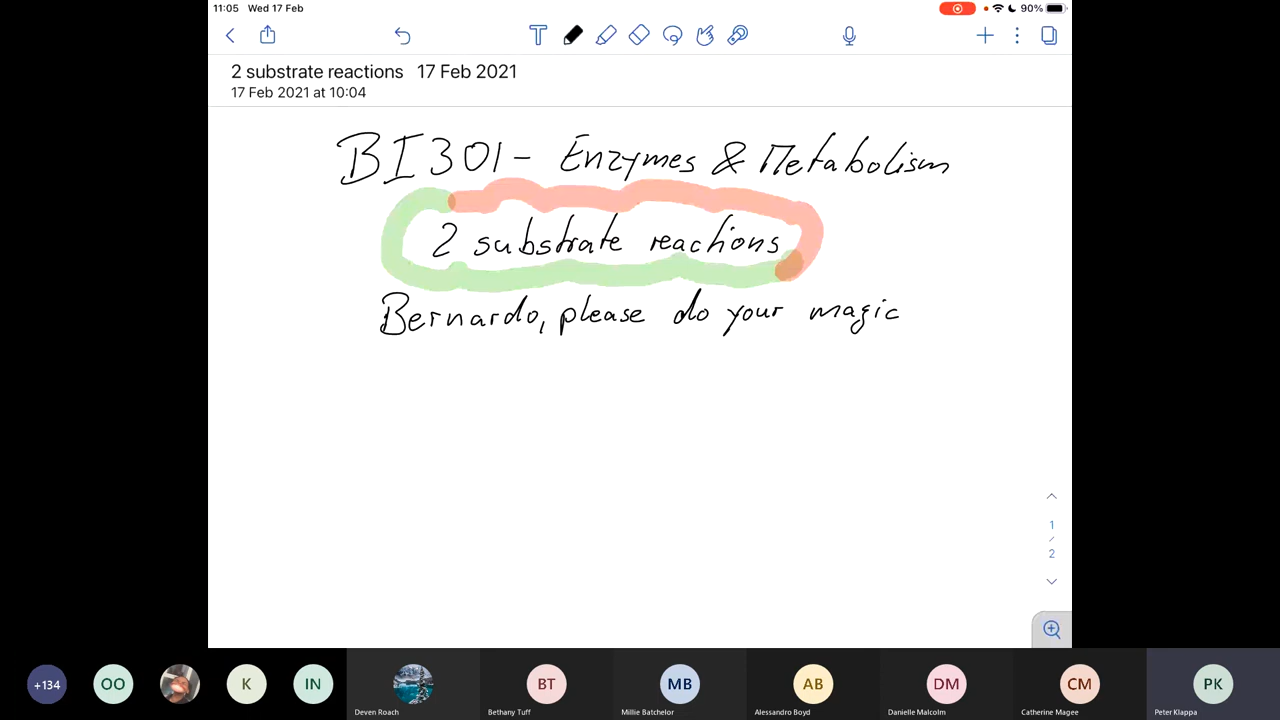 11:05 Wed 17 Feb
90%
2 substrate reactions 17 Feb 2021
17 Feb 2021 at 10:04
BI301 - Enzymes & Metabolism
2 substrate reactions
Bernardo, please do your magic
1
/
2
+134
OO
K
IN
BT
MB
AB
DM
CM
PK
Deven Roach
Bethany Tuff
Millie Batchelor
Alessandro Boyd
Danielle Malcolm
Catherine Magee
Peter Klappa